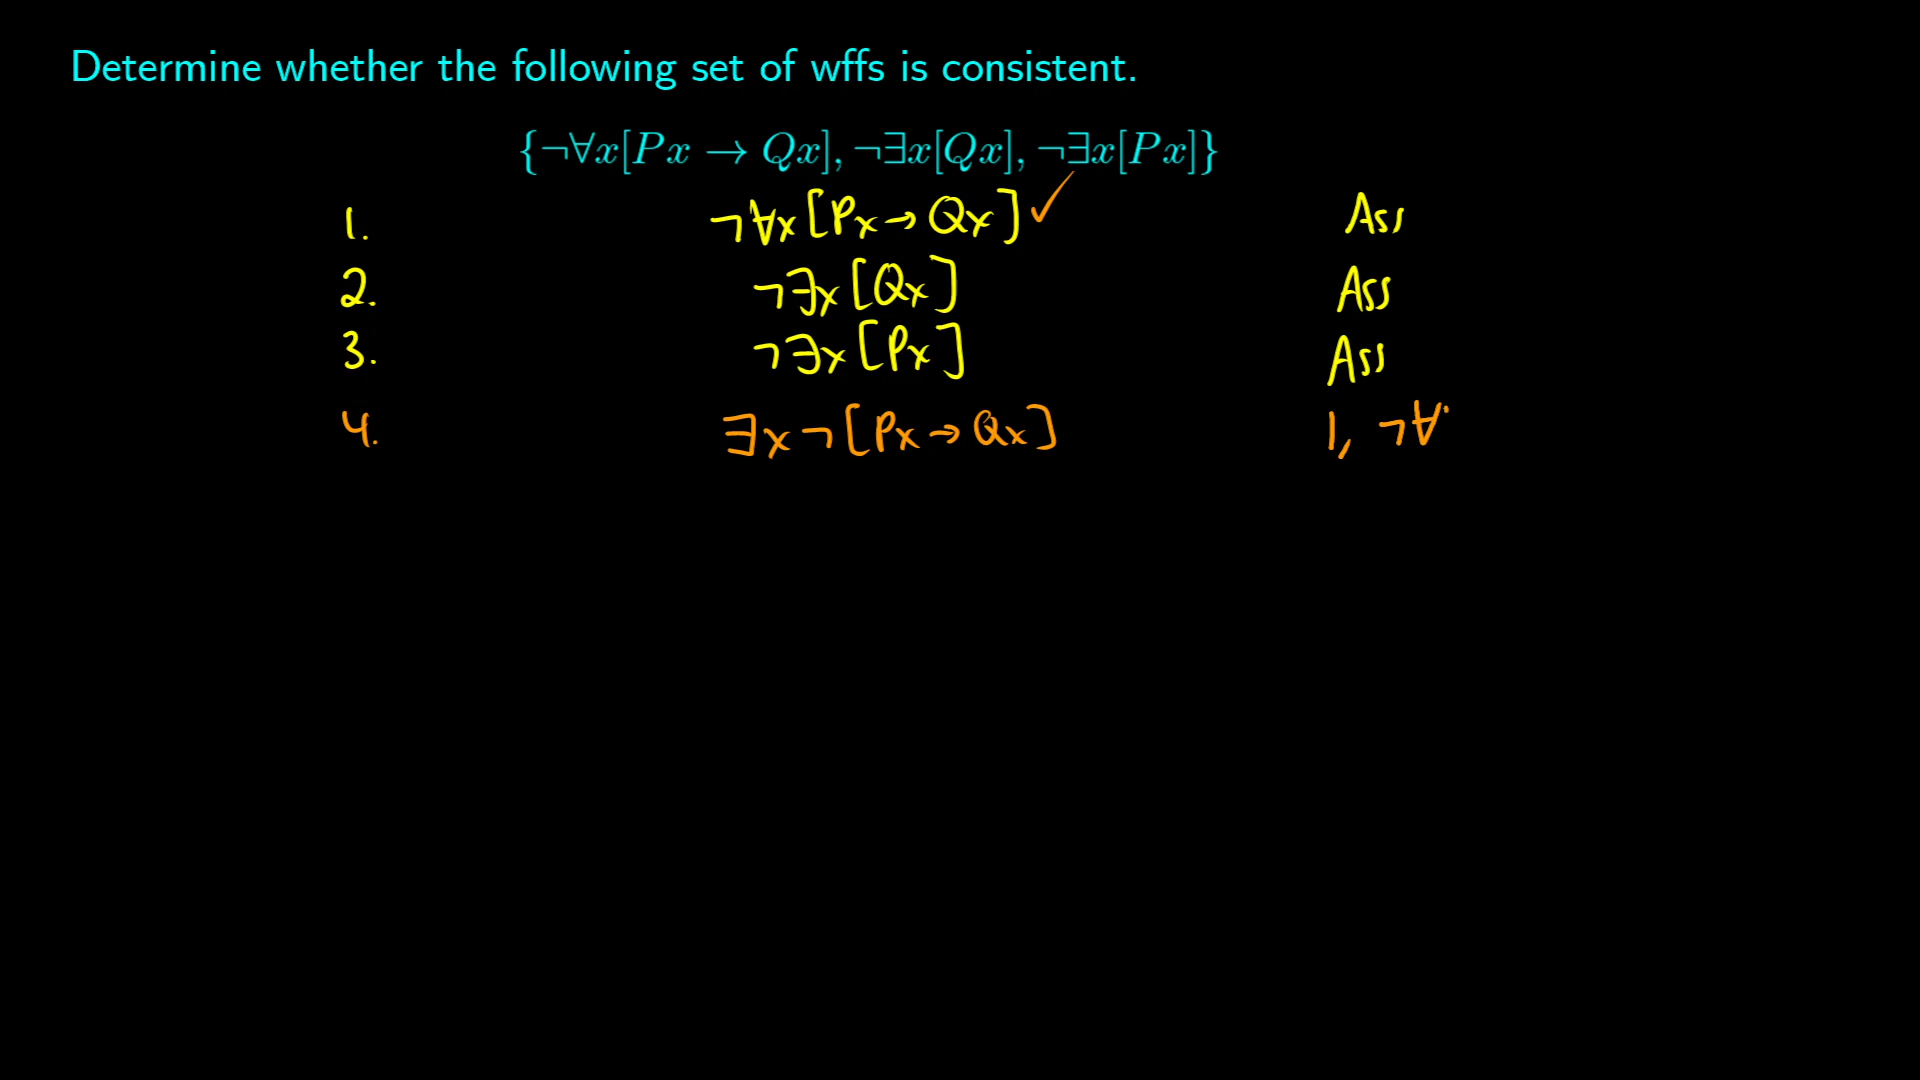 Determine whether the following set of wffs is consistent.
{¬∀x[Px → Qx], ¬∃x[Qx], ¬∃x[Px]}
1. ¬∀x[Px→Qx] ✓ Ass
2. ¬∃x[Qx] Ass
3. ¬∃x[Px] Ass
4. ∃x¬[Px→Qx] 1, ¬∀